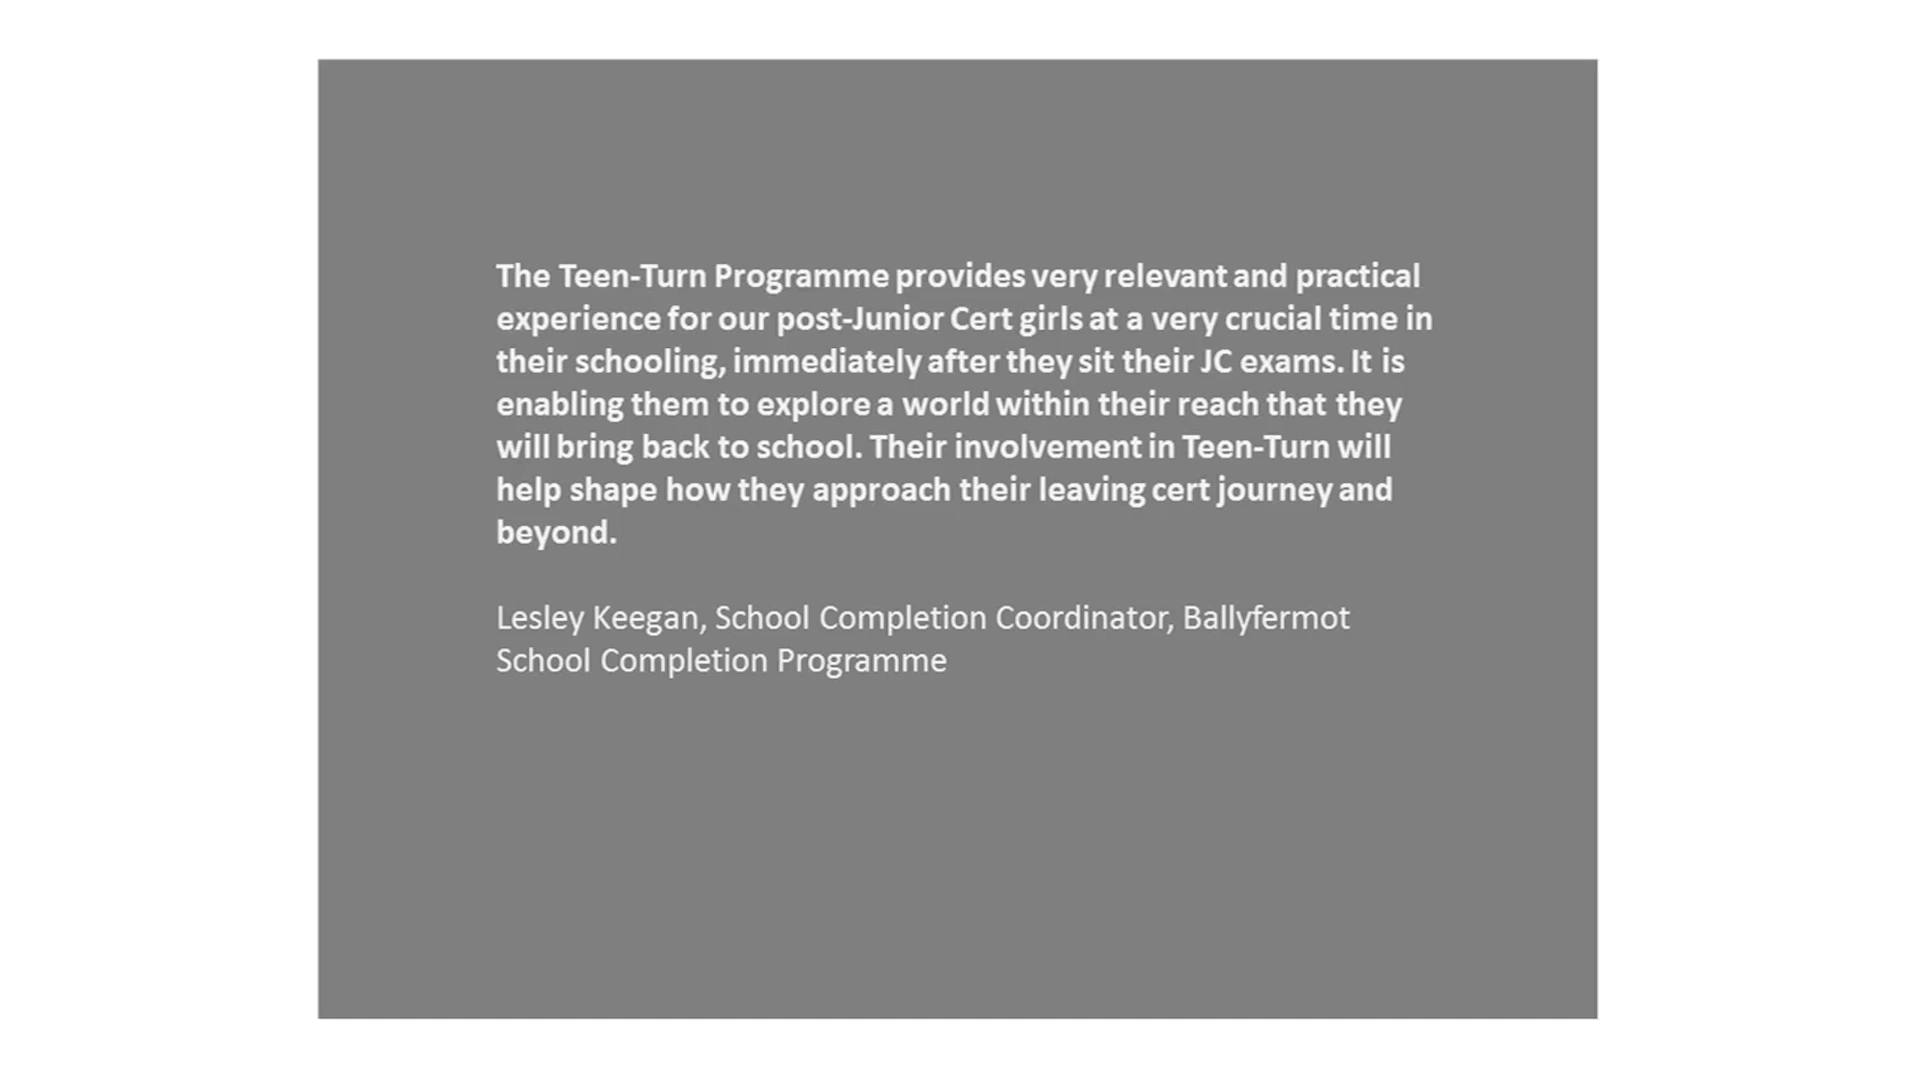 The Teen-Turn Programme provides very relevant and practical
experience for our post-Junior Cert girls at a very crucial time in
their schooling, immediately after they sit their JC exams. It is
enabling them to explore a world within their reach that they
will bring back to school. Their involvement in Teen-Turn will
help shape how they approach their leaving cert journey and
beyond.
Lesley Keegan, School Completion Coordinator, Ballyfermot
School Completion Programme